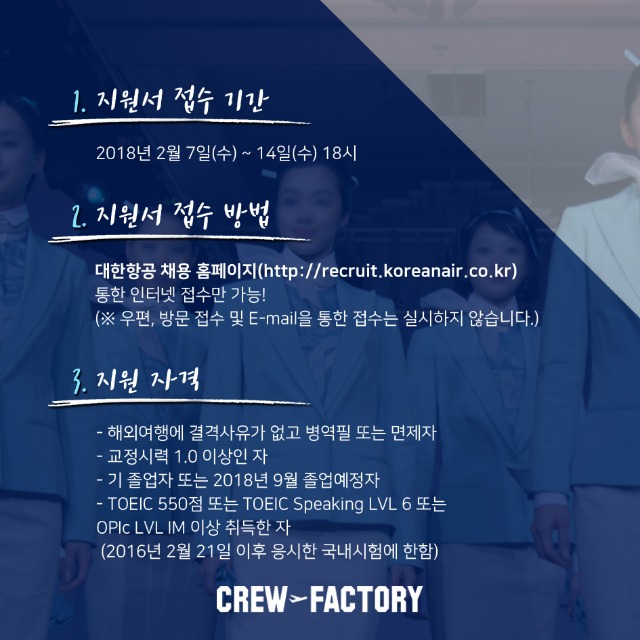 1. 지원서 접수 기간
2018년 2월 7일(수) ~ 14일(수) 18시
2. 지원서 접수 방법
대한항공 채용 홈페이지(http://recruit.koreanair.co.kr)
통한 인터넷 접수만 가능!
(※ 우편, 방문 접수 및 E-mail을 통한 접수는 실시하지 않습니다.)
3. 지원 자격
- 해외여행에 결격사유가 없고 병역필 또는 면제자
- 교정시력 1.0 이상인 자
- 기 졸업자 또는 2018년 9월 졸업예정자
- TOEIC 550점 또는 TOEIC Speaking LVL 6 또는
OPIc LVL IM 이상 취득한 자
(2016년 2월 21일 이후 응시한 국내시험에 한함)
CREW FACTORY